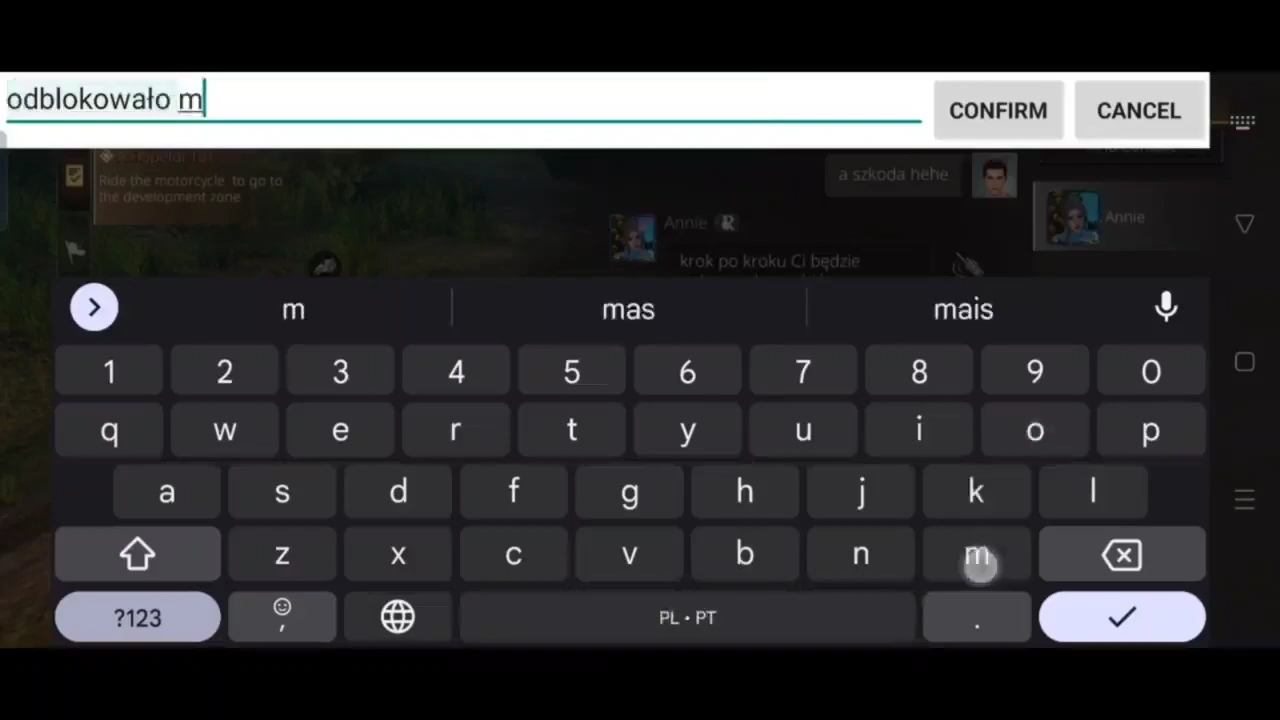 odblokowało m
CONFIRM
CANCEL
Ride the motorcycle to go to
the development zone
a szkoda hehe
Annie
Annie
krok po kroku Ci będzie
m
mas
mais
1 2 3 4 5 6 7 8 9 0
q w e r t y u i o p
a s d f g h j k l
z x c v b n m
?123
,
PL • PT
.